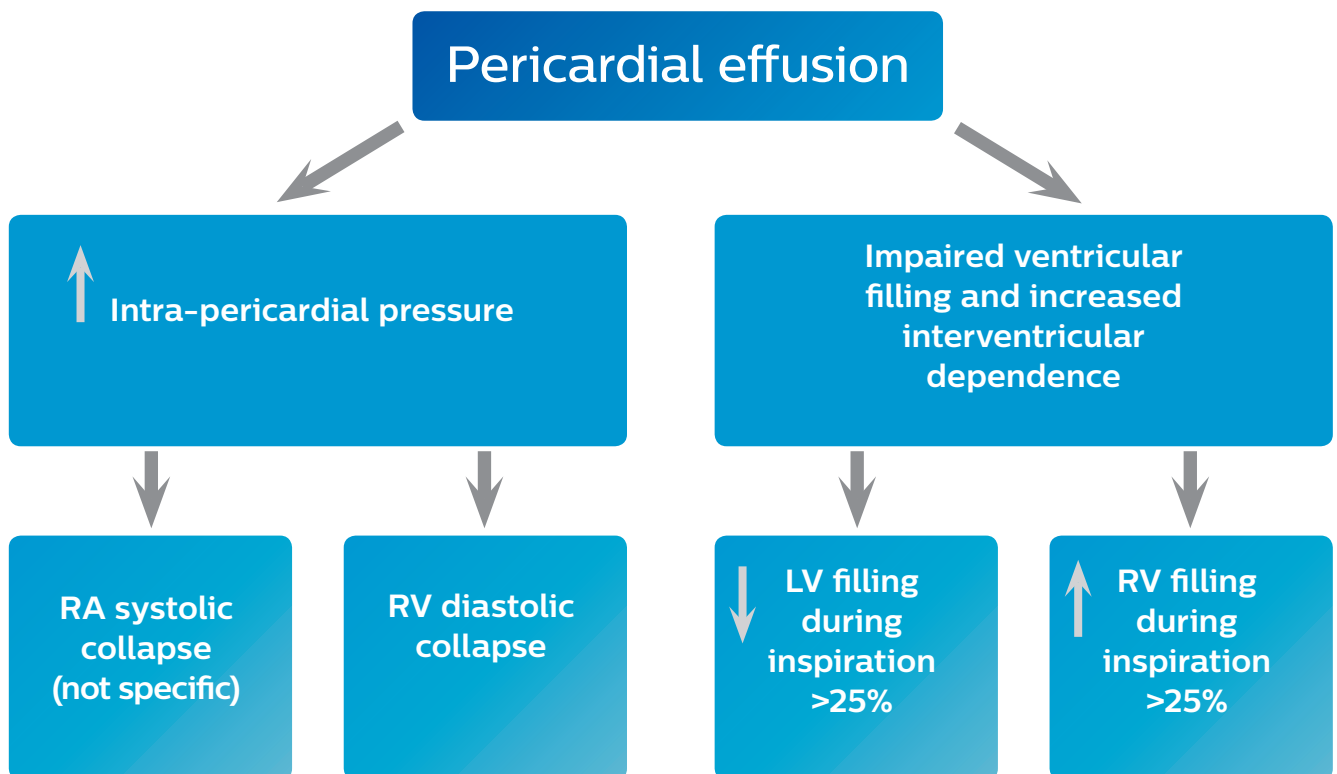 Pericardial effusion
Intra-pericardial pressure
Impaired ventricular
filling and increased
interventricular
dependence
RA systolic
collapse
(not specific)
RV diastolic
collapse
LV filling
during
inspiration
>25%
RV filling
during
inspiration
>25%